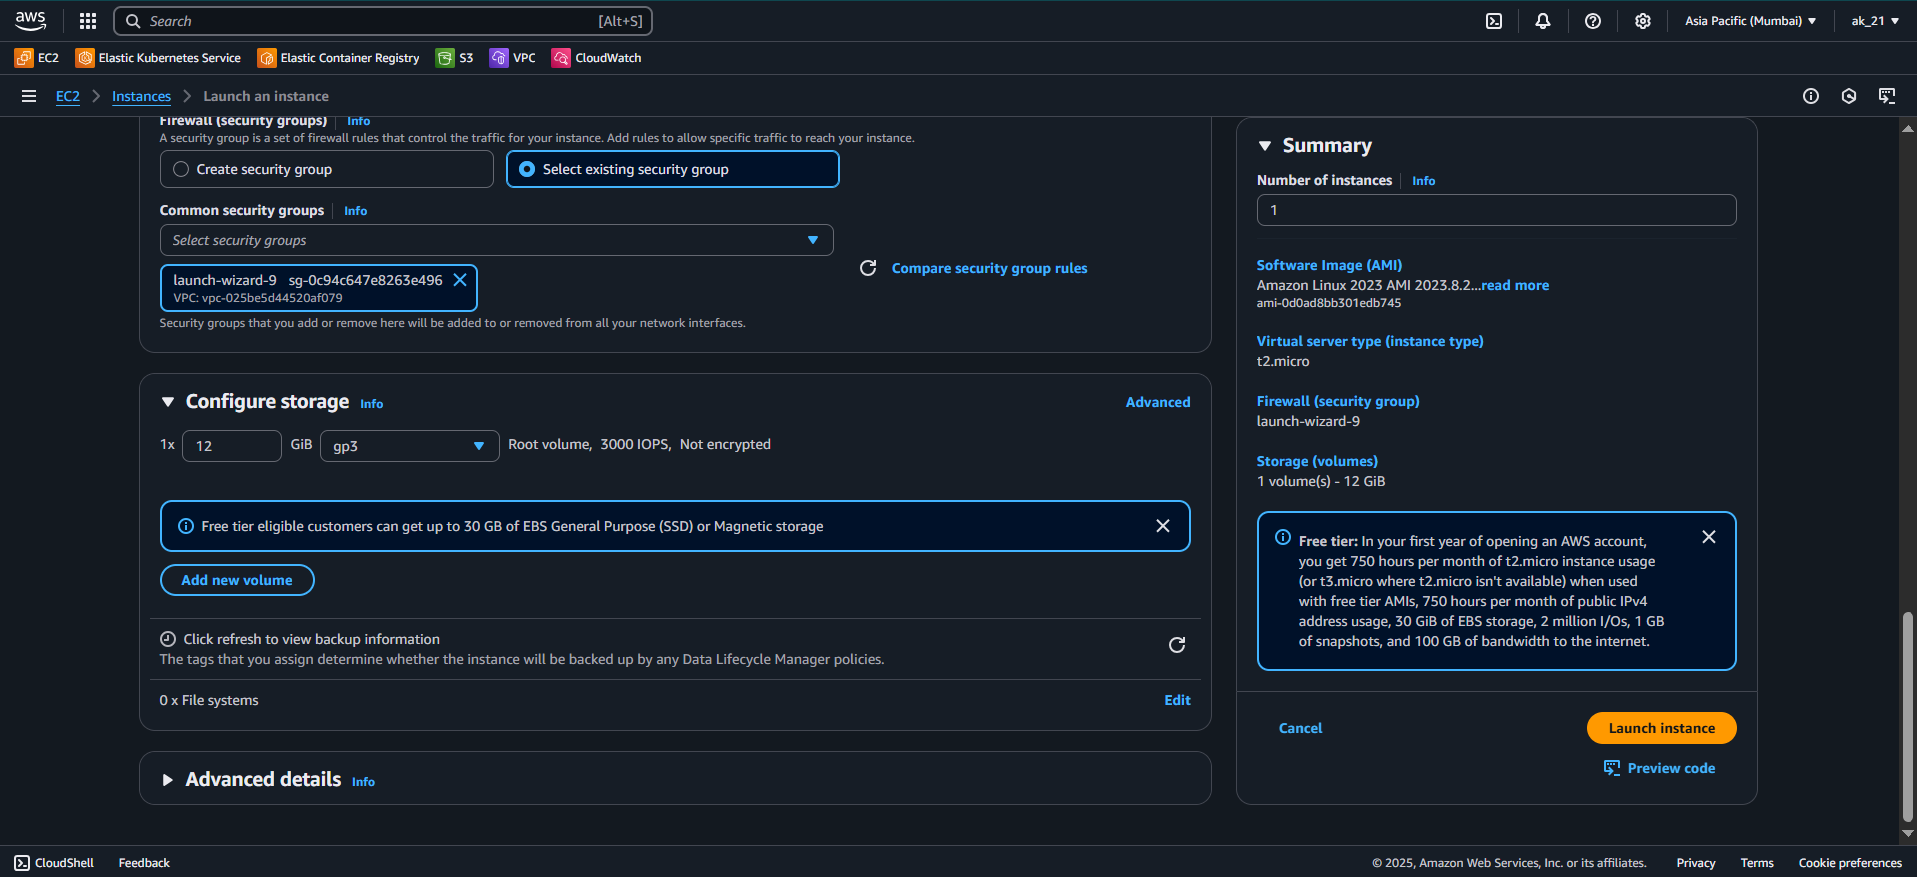 aws
Search [Alt+S]
Asia Pacific (Mumbai)
ak_21
EC2 Elastic Kubernetes Service Elastic Container Registry S3 VPC CloudWatch
EC2 Instances Launch an instance
Firewall (security groups) Info
A security group is a set of firewall rules that control the traffic for your instance. Add rules to allow specific traffic to reach your instance.
Create security group
Select existing security group
Common security groups Info
Select security groups
launch-wizard-9 sg-0c94c647e8263e496
VPC: vpc-025be5d44520af079
Compare security group rules
Security groups that you add or remove here will be added to or removed from all your network interfaces.
Configure storage Info
Advanced
1x 12 GiB gp3 Root volume, 3000 IOPS, Not encrypted
Free tier eligible customers can get up to 30 GB of EBS General Purpose (SSD) or Magnetic storage
Add new volume
Click refresh to view backup information
The tags that you assign determine whether the instance will be backed up by any Data Lifecycle Manager policies.
0 x File systems
Edit
Advanced details Info
Summary
Number of instances Info
1
Software Image (AMI)
Amazon Linux 2023 AMI 2023.8.2...read more
ami-0d0ad8bb301edb745
Virtual server type (instance type)
t2.micro
Firewall (security group)
launch-wizard-9
Storage (volumes)
1 volume(s) - 12 GiB
Free tier: In your first year of opening an AWS account,
you get 750 hours per month of t2.micro instance usage
(or t3.micro where t2.micro isn't available) when used
with free tier AMIs, 750 hours per month of public IPv4
address usage, 30 GiB of EBS storage, 2 million I/Os, 1 GB
of snapshots, and 100 GB of bandwidth to the internet.
Cancel
Launch instance
Preview code
CloudShell Feedback
© 2025, Amazon Web Services, Inc. or its affiliates. Privacy Terms Cookie preferences